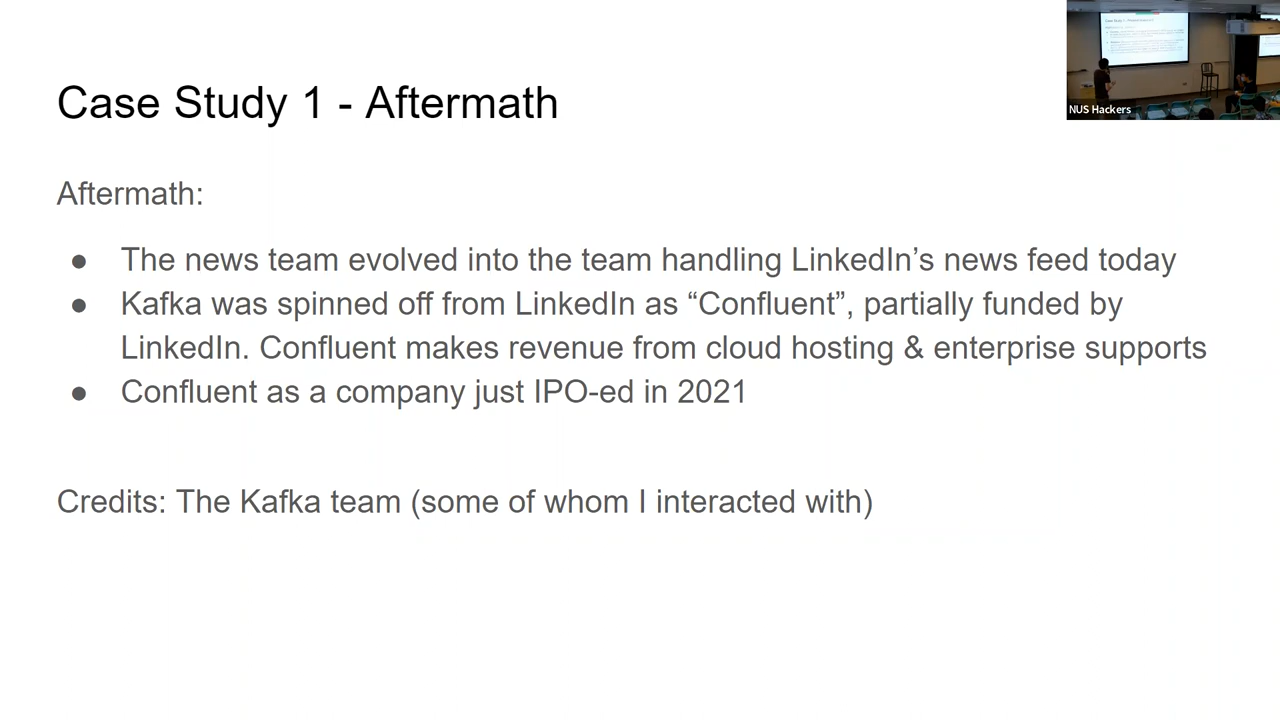 Case Study 1 - Aftermath
NUS Hackers
Aftermath:
● The news team evolved into the team handling LinkedIn’s news feed today
● Kafka was spinned off from LinkedIn as “Confluent”, partially funded by
LinkedIn. Confluent makes revenue from cloud hosting & enterprise supports
● Confluent as a company just IPO-ed in 2021
Credits: The Kafka team (some of whom I interacted with)